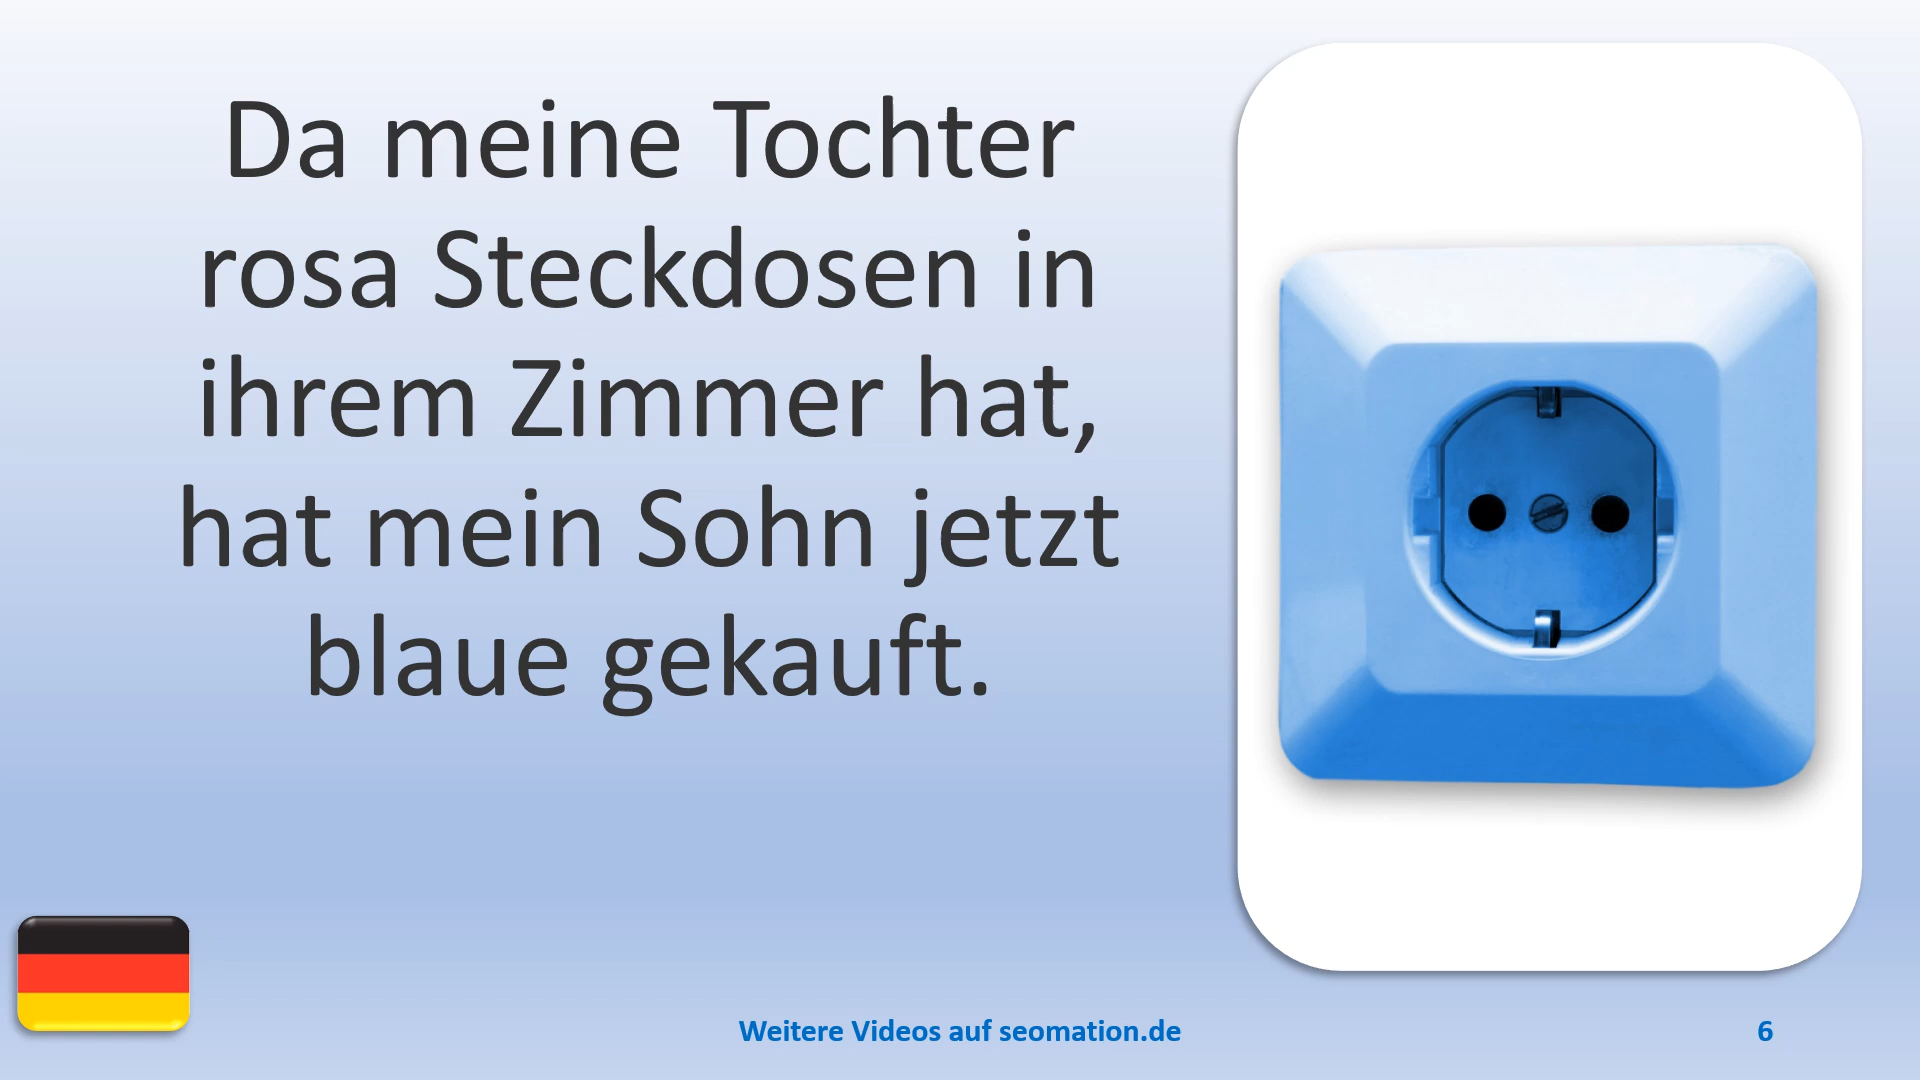 Da meine Tochter
rosa Steckdosen in
ihrem Zimmer hat,
hat mein Sohn jetzt
blaue gekauft.
Weitere Videos auf seomation.de
6